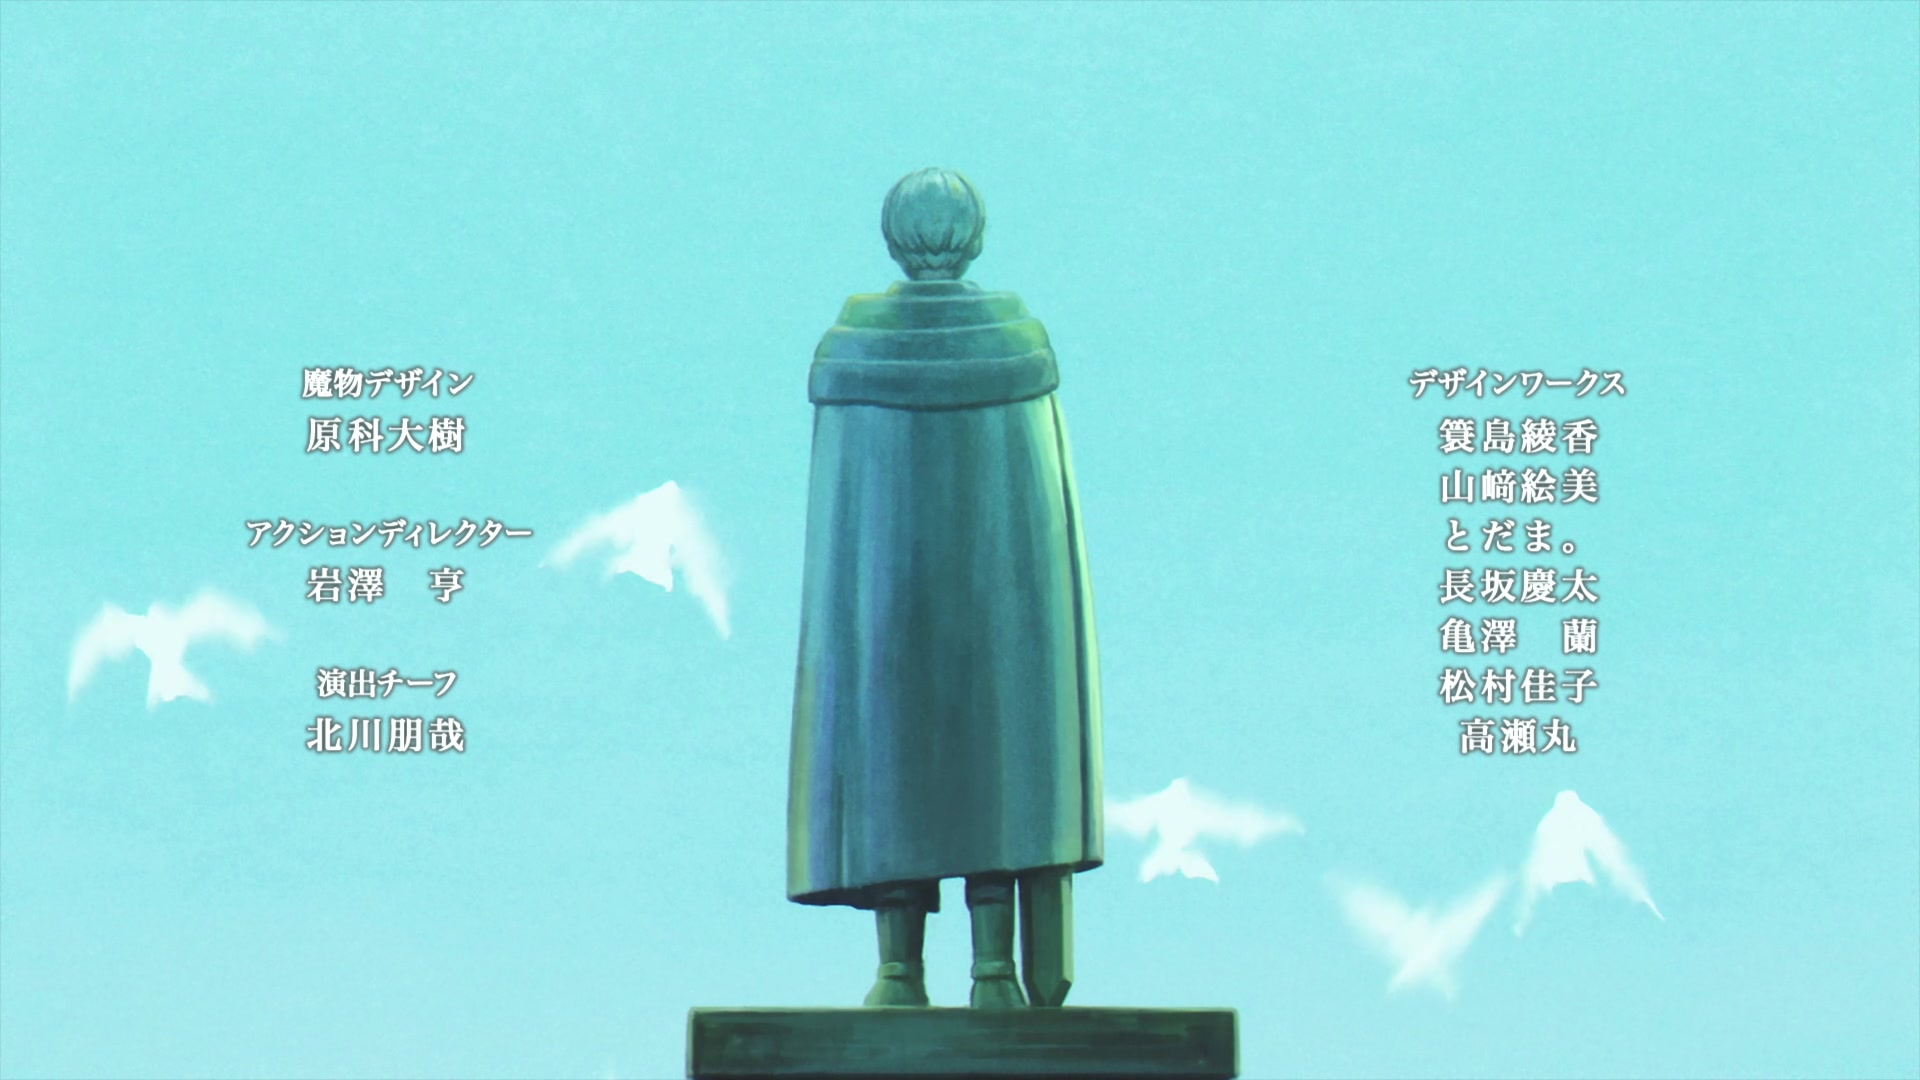 魔物デザイン
原科大樹
アクションディレクター
岩澤　亨
演出チーフ
北川朋哉
デザインワークス
簑島綾香
山﨑絵美
とだま。
長坂慶太
亀澤　蘭
松村佳子
高瀬丸